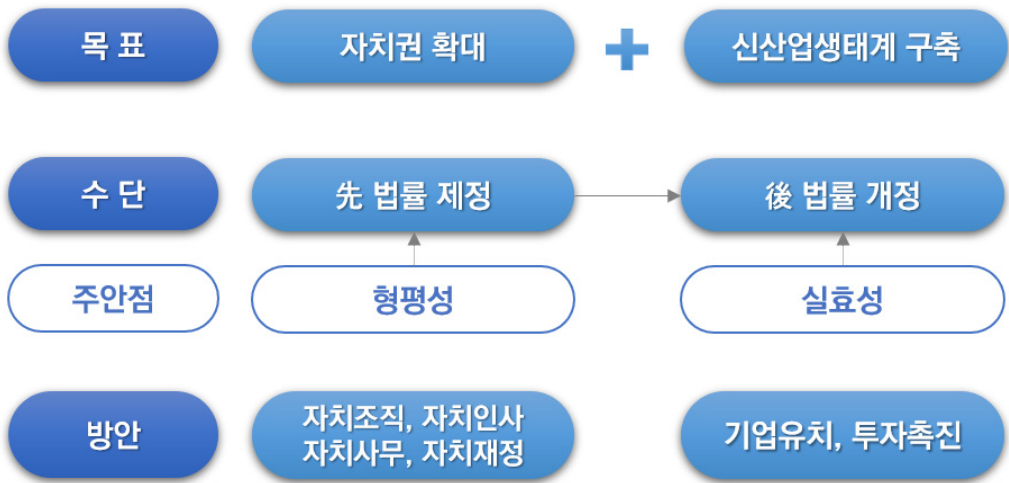 목 표
자치권 확대
신산업생태계 구축
수 단
先 법률 제정
後 법률 개정
주안점
형평성
실효성
방안
자치조직, 자치인사
자치사무, 자치재정
기업유치, 투자촉진